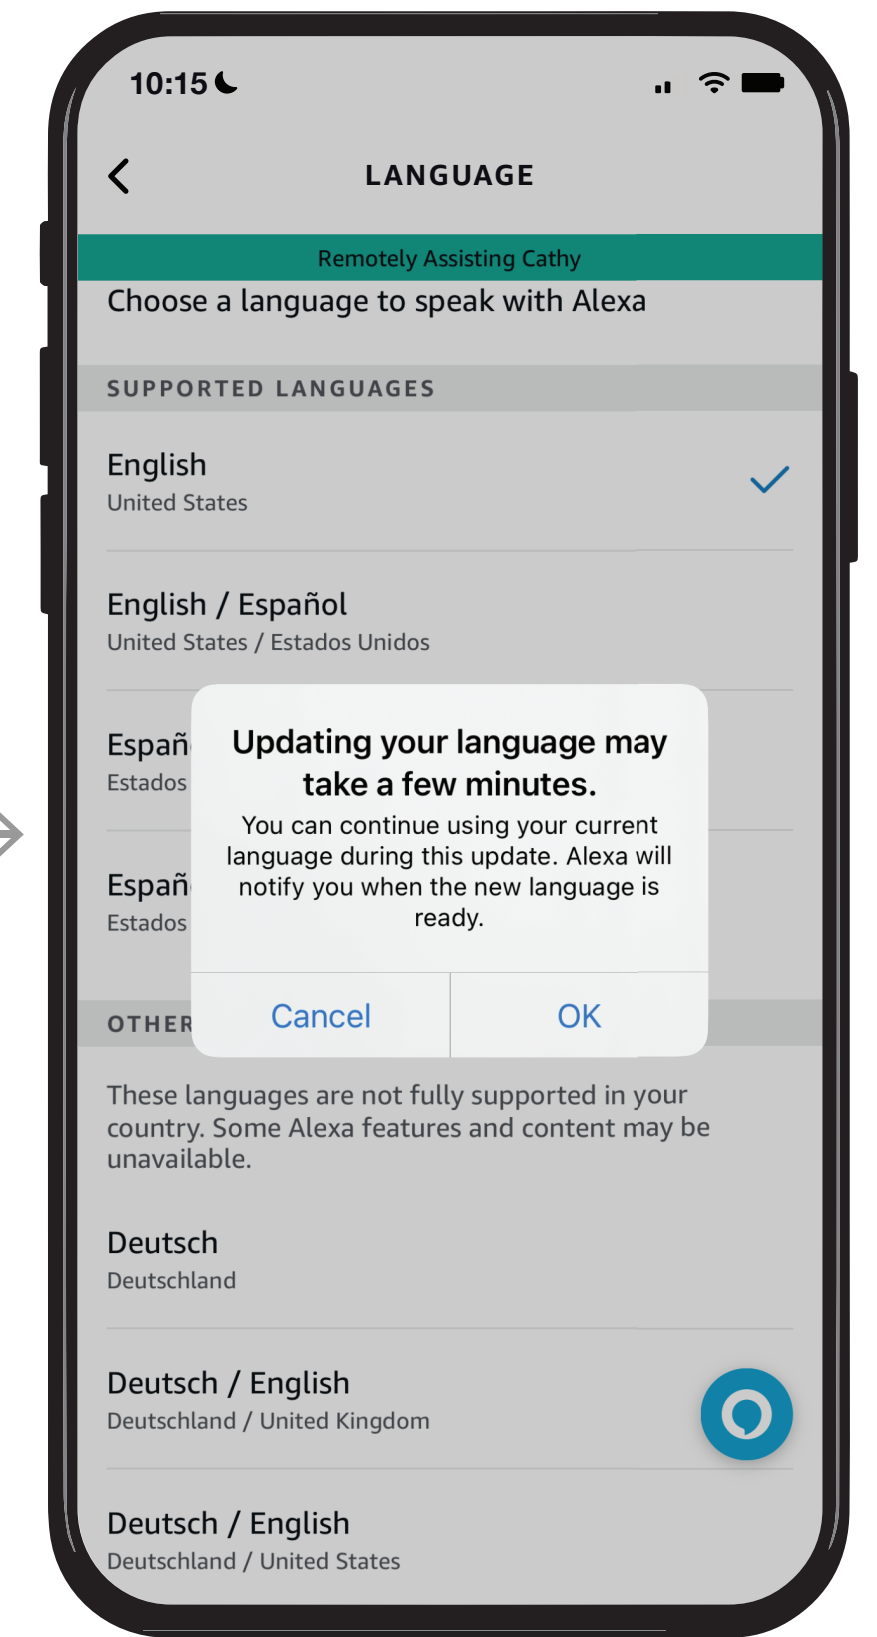 10:15
LANGUAGE
Remotely Assisting Cathy
Choose a language to speak with Alexa
SUPPORTED LANGUAGES
English
United States
English / Español
United States / Estados Unidos
Updating your language may
take a few minutes.
You can continue using your current
language during this update. Alexa will
notify you when the new language is
ready.
Cancel
OK
Estados
Estados
OTHER
These languages are not fully supported in your
country. Some Alexa features and content may be
unavailable.
Deutsch
Deutschland
Deutsch / English
Deutschland / United Kingdom
Deutsch / English
Deutschland / United States